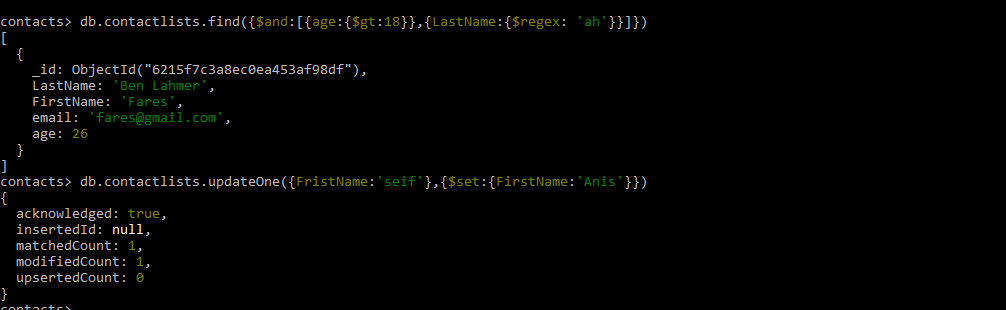 contacts> db.contactlists.find({$and:[{age:{$gt:18}},{LastName:{$regex: 'ah'}}]})
[
  {
    _id: ObjectId("6215f7c3a8ec0ea453af98df"),
    LastName: 'Ben Lahmer',
    FirstName: 'Fares',
    email: 'fares@gmail.com',
    age: 26
  }
]
contacts> db.contactlists.updateOne({FristName:'seif'},{$set:{FirstName:'Anis'}})
{
  acknowledged: true,
  insertedId: null,
  matchedCount: 1,
  modifiedCount: 1,
  upsertedCount: 0
}
contacts>